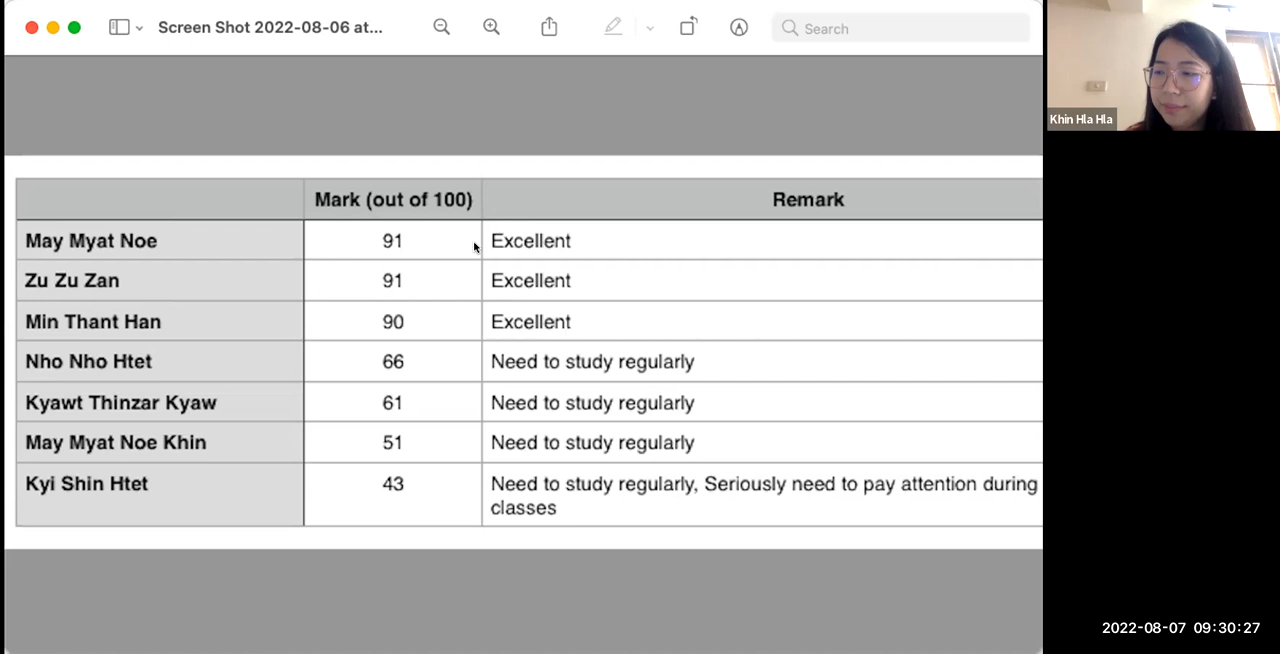 Screen Shot 2022-08-06 at...
Search
Khin Hla Hla
Mark (out of 100) Remark
May Myat Noe 91 Excellent
Zu Zu Zan 91 Excellent
Min Thant Han 90 Excellent
Nho Nho Htet 66 Need to study regularly
Kyawt Thinzar Kyaw 61 Need to study regularly
May Myat Noe Khin 51 Need to study regularly
Kyi Shin Htet 43 Need to study regularly, Seriously need to pay attention during
classes
2022-08-07 09:30:27